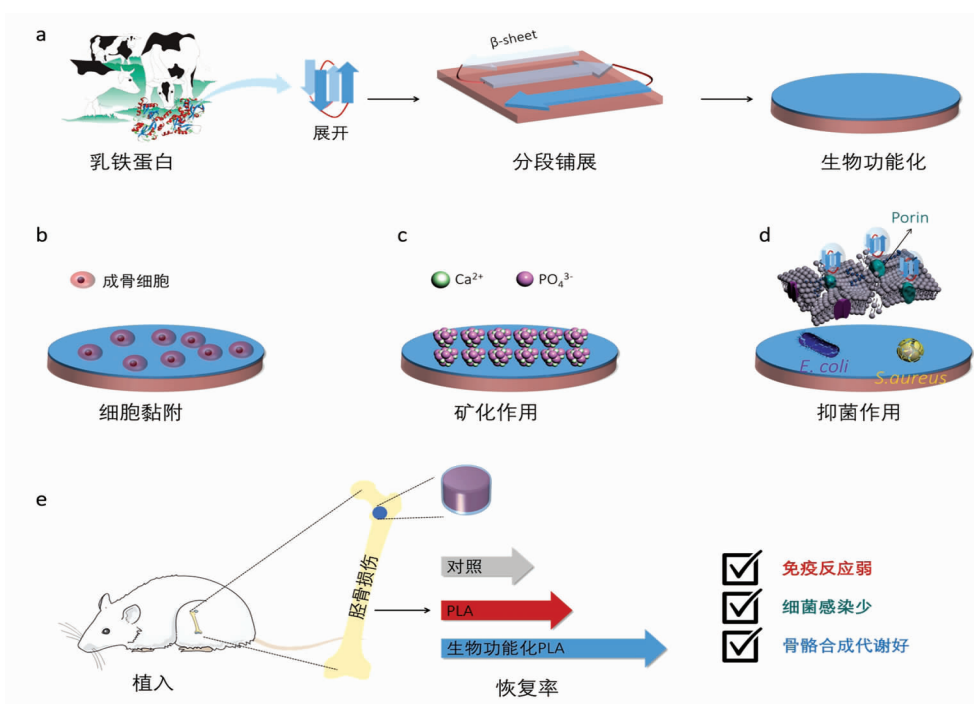 a
β-sheet
展开
乳铁蛋白
分段铺展
生物功能化
b
成骨细胞
细胞黏附
c
Ca²⁺ PO₄³⁻
矿化作用
d
Porin
E. coli
S.aureus
抑菌作用
e
植入
胫骨损伤
对照
PLA
生物功能化PLA
恢复率
免疫反应弱
细菌感染少
骨骼合成代谢好